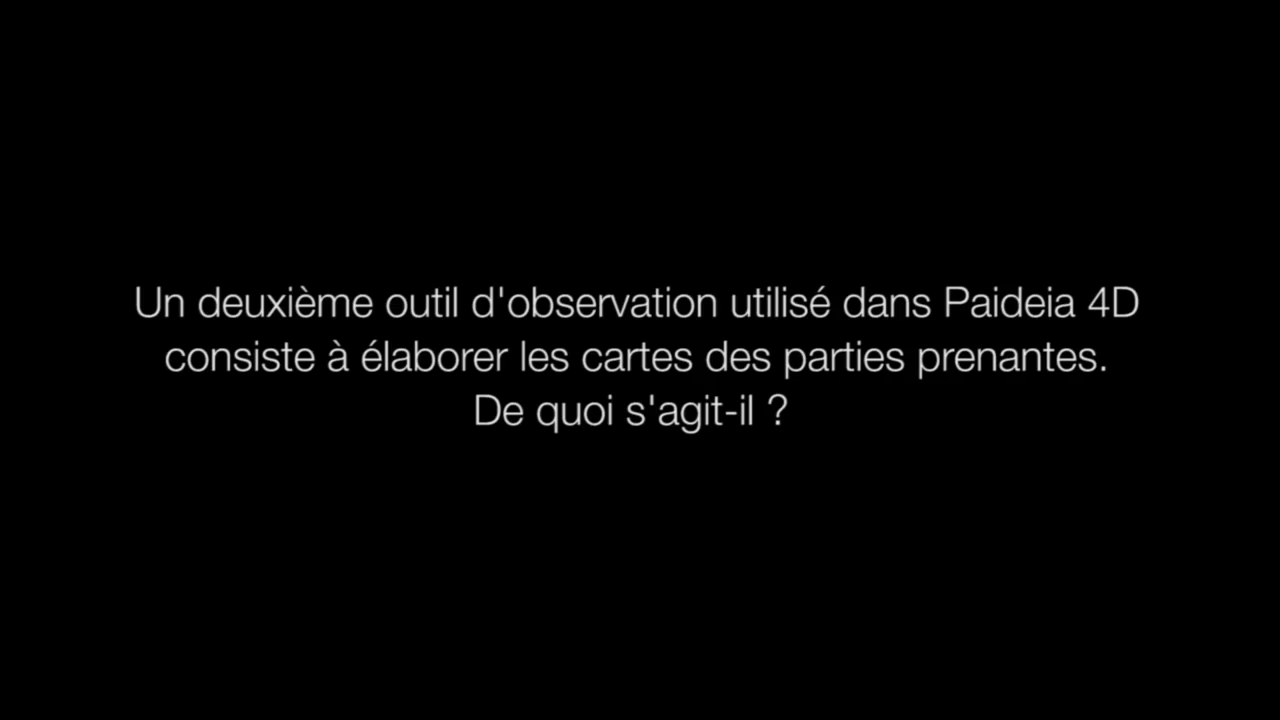 Un deuxième outil d'observation utilisé dans Paideia 4D
consiste à élaborer les cartes des parties prenantes.
De quoi s'agit-il ?